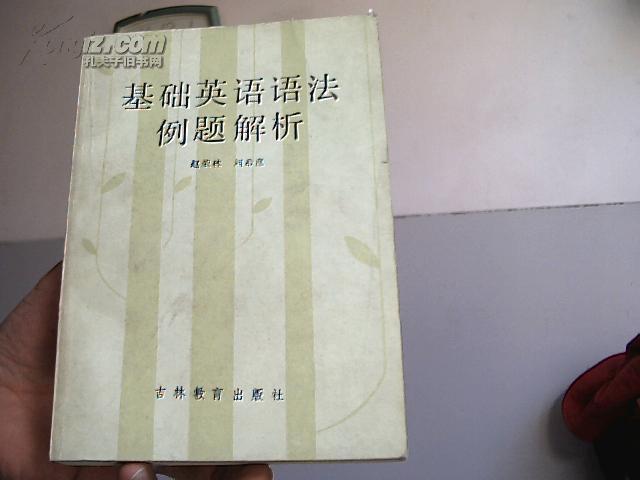 Kongfz.com
孔夫子旧书网
基础英语语法
例题解析
吉林教育出版社